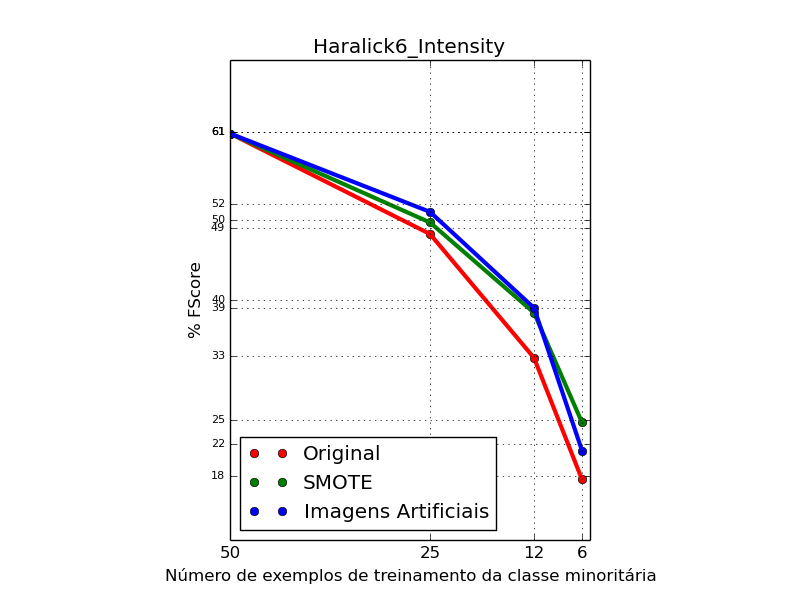 Haralick6_Intensity
61
52
50
49
40
39
33
25
22
18
% FScore
Original
SMOTE
Imagens Artificiais
50 25 12 6
Número de exemplos de treinamento da classe minoritária